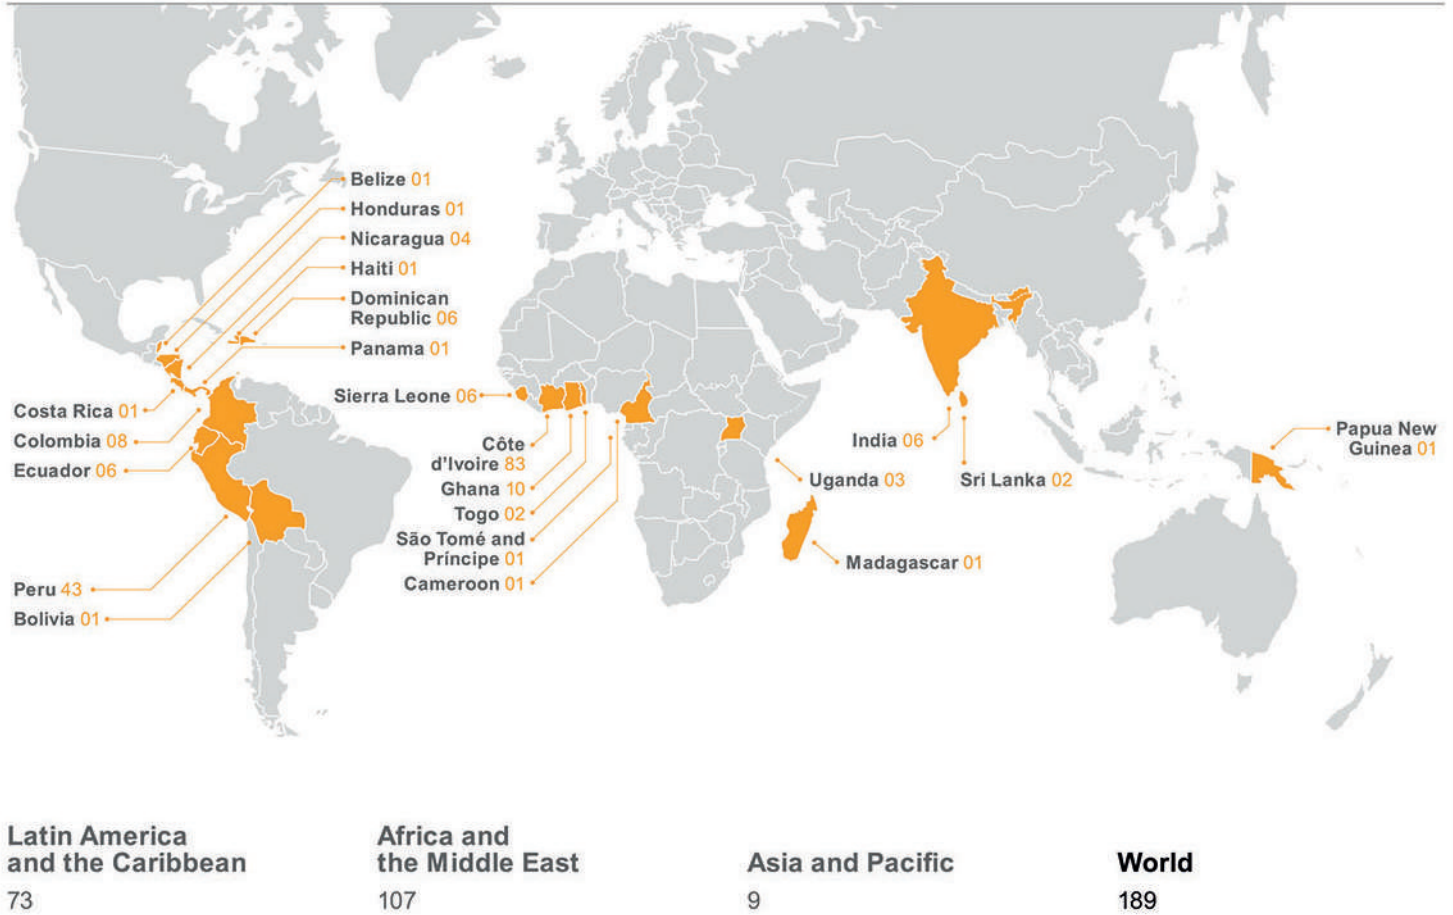 Belize 01
Honduras 01
Nicaragua 04
Haiti 01
Dominican
Republic 06
Panama 01
Costa Rica 01
Colombia 08
Ecuador 06
Peru 43
Bolivia 01
Sierra Leone 06
Côte
d'Ivoire 83
Ghana 10
Togo 02
São Tomé and
Príncipe 01
Cameroon 01
India 06
Sri Lanka 02
Uganda 03
Madagascar 01
Papua New
Guinea 01
Latin America
and the Caribbean
73
Africa and
the Middle East
107
Asia and Pacific
9
World
189